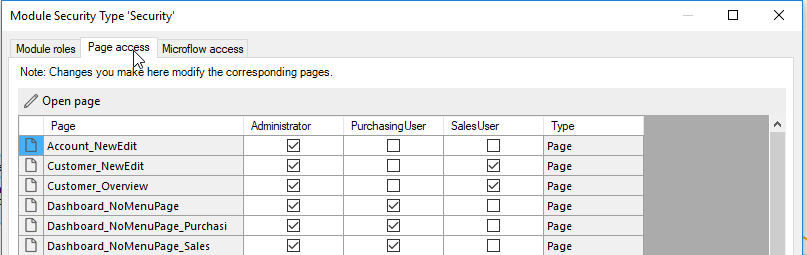 Module Security Type 'Security'
Module roles Page access Microflow access
Note: Changes you make here modify the corresponding pages.
Open page
Page Administrator PurchasingUser SalesUser Type
Account_NewEdit Page
Customer_NewEdit Page
Customer_Overview Page
Dashboard_NoMenuPage Page
Dashboard_NoMenuPage_Purchasi Page
Dashboard_NoMenuPage_Sales Page